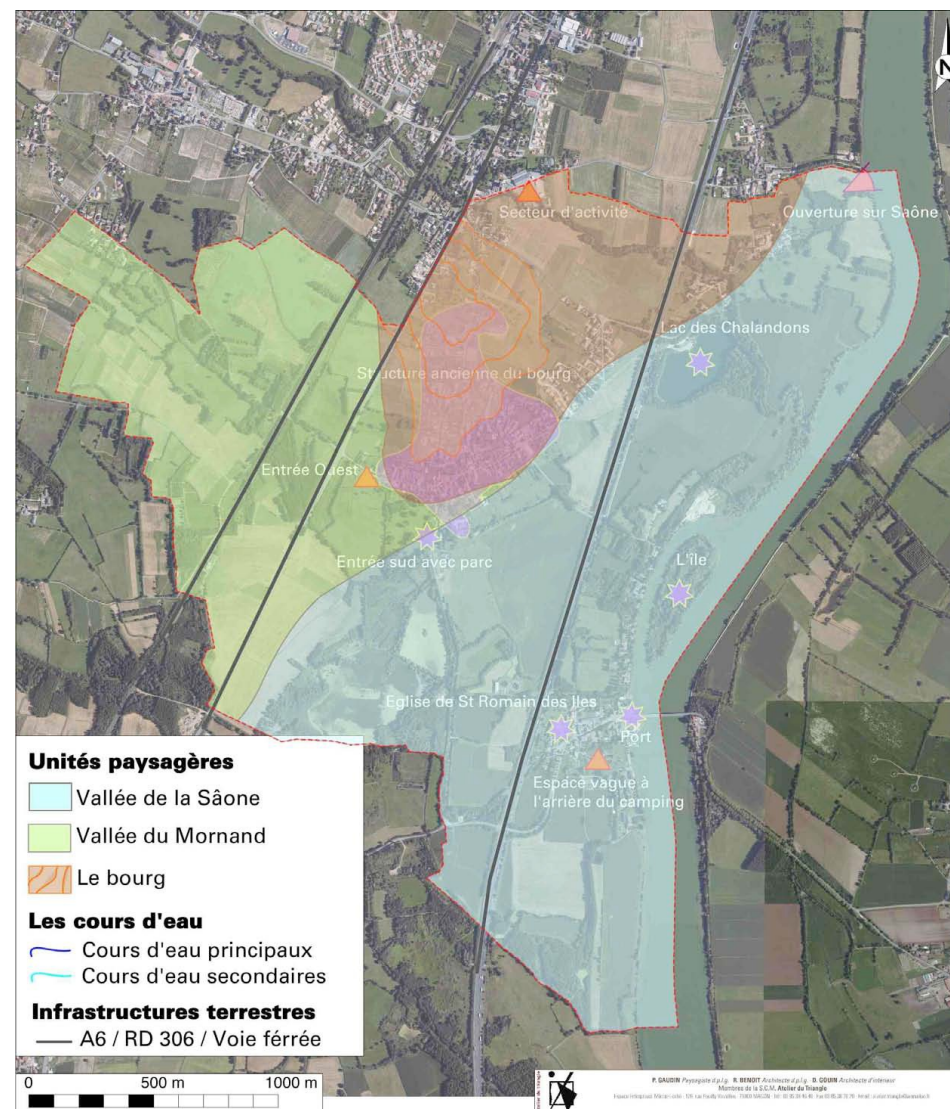 N
Secteur d'activité
Ouverture sur Saône
Lac des Chalandons
Structure ancienne du bourg
Entrée Ouest
Entrée sud avec parc
L'île
Eglise de St Romain des Iles
Port
Espace vague à
l'arrière du camping
Unités paysagères
Vallée de la Sâone
Vallée du Mornand
Le bourg
Les cours d'eau
Cours d'eau principaux
Cours d'eau secondaires
Infrastructures terrestres
A6 / RD 306 / Voie férrée
0 500 m 1000 m
P. GAUDIN Paysagiste d.p.l.g. R. BENOIT Architecte d.p.l.g. D. GOUIN Architecte d'intérieur
Membres de la S.C.M. Atelier du Triangle